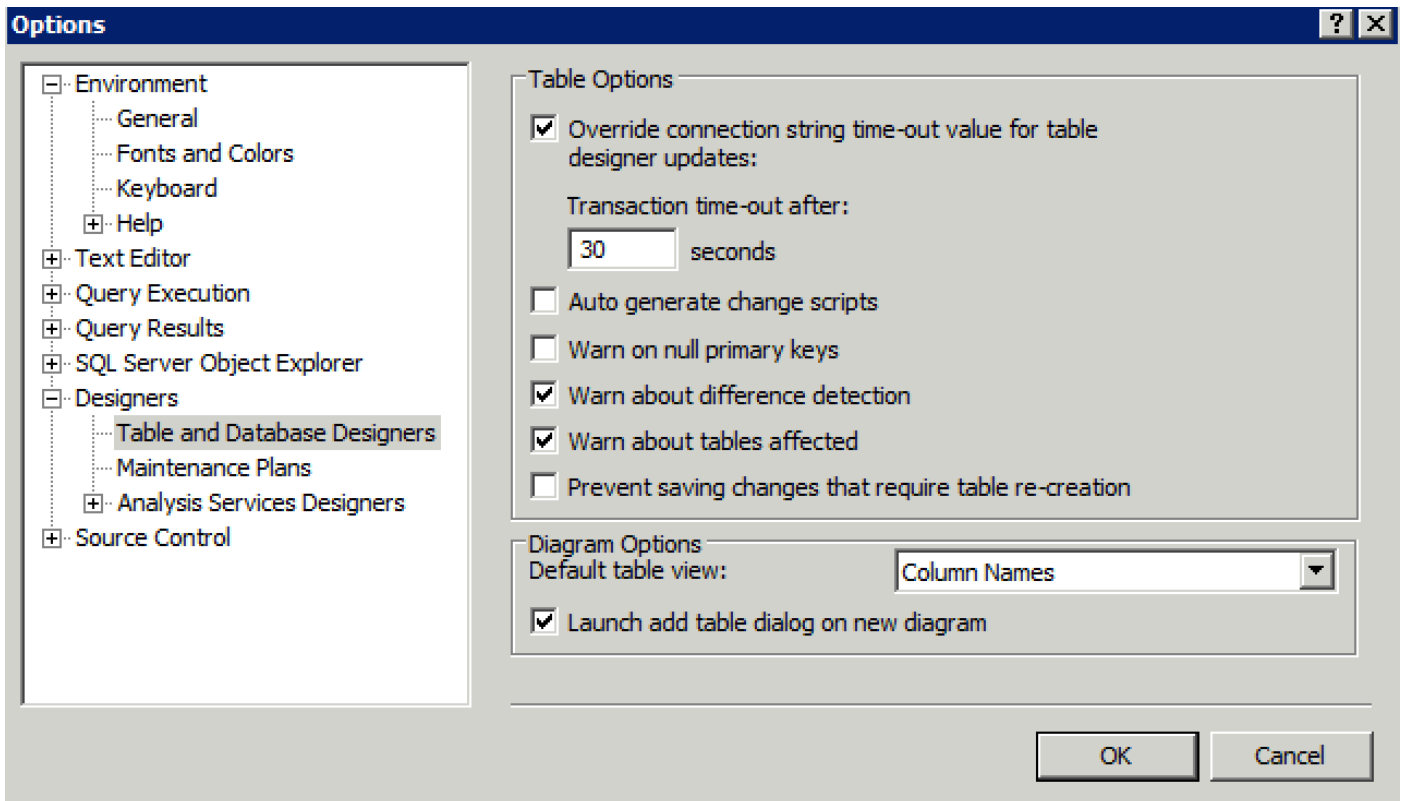 Options
Environment
General
Fonts and Colors
Keyboard
Help
Text Editor
Query Execution
Query Results
SQL Server Object Explorer
Designers
Table and Database Designers
Maintenance Plans
Analysis Services Designers
Source Control
Table Options
Override connection string time-out value for table
designer updates:
Transaction time-out after:
30 seconds
Auto generate change scripts
Warn on null primary keys
Warn about difference detection
Warn about tables affected
Prevent saving changes that require table re-creation
Diagram Options
Default table view: Column Names
Launch add table dialog on new diagram
OK Cancel